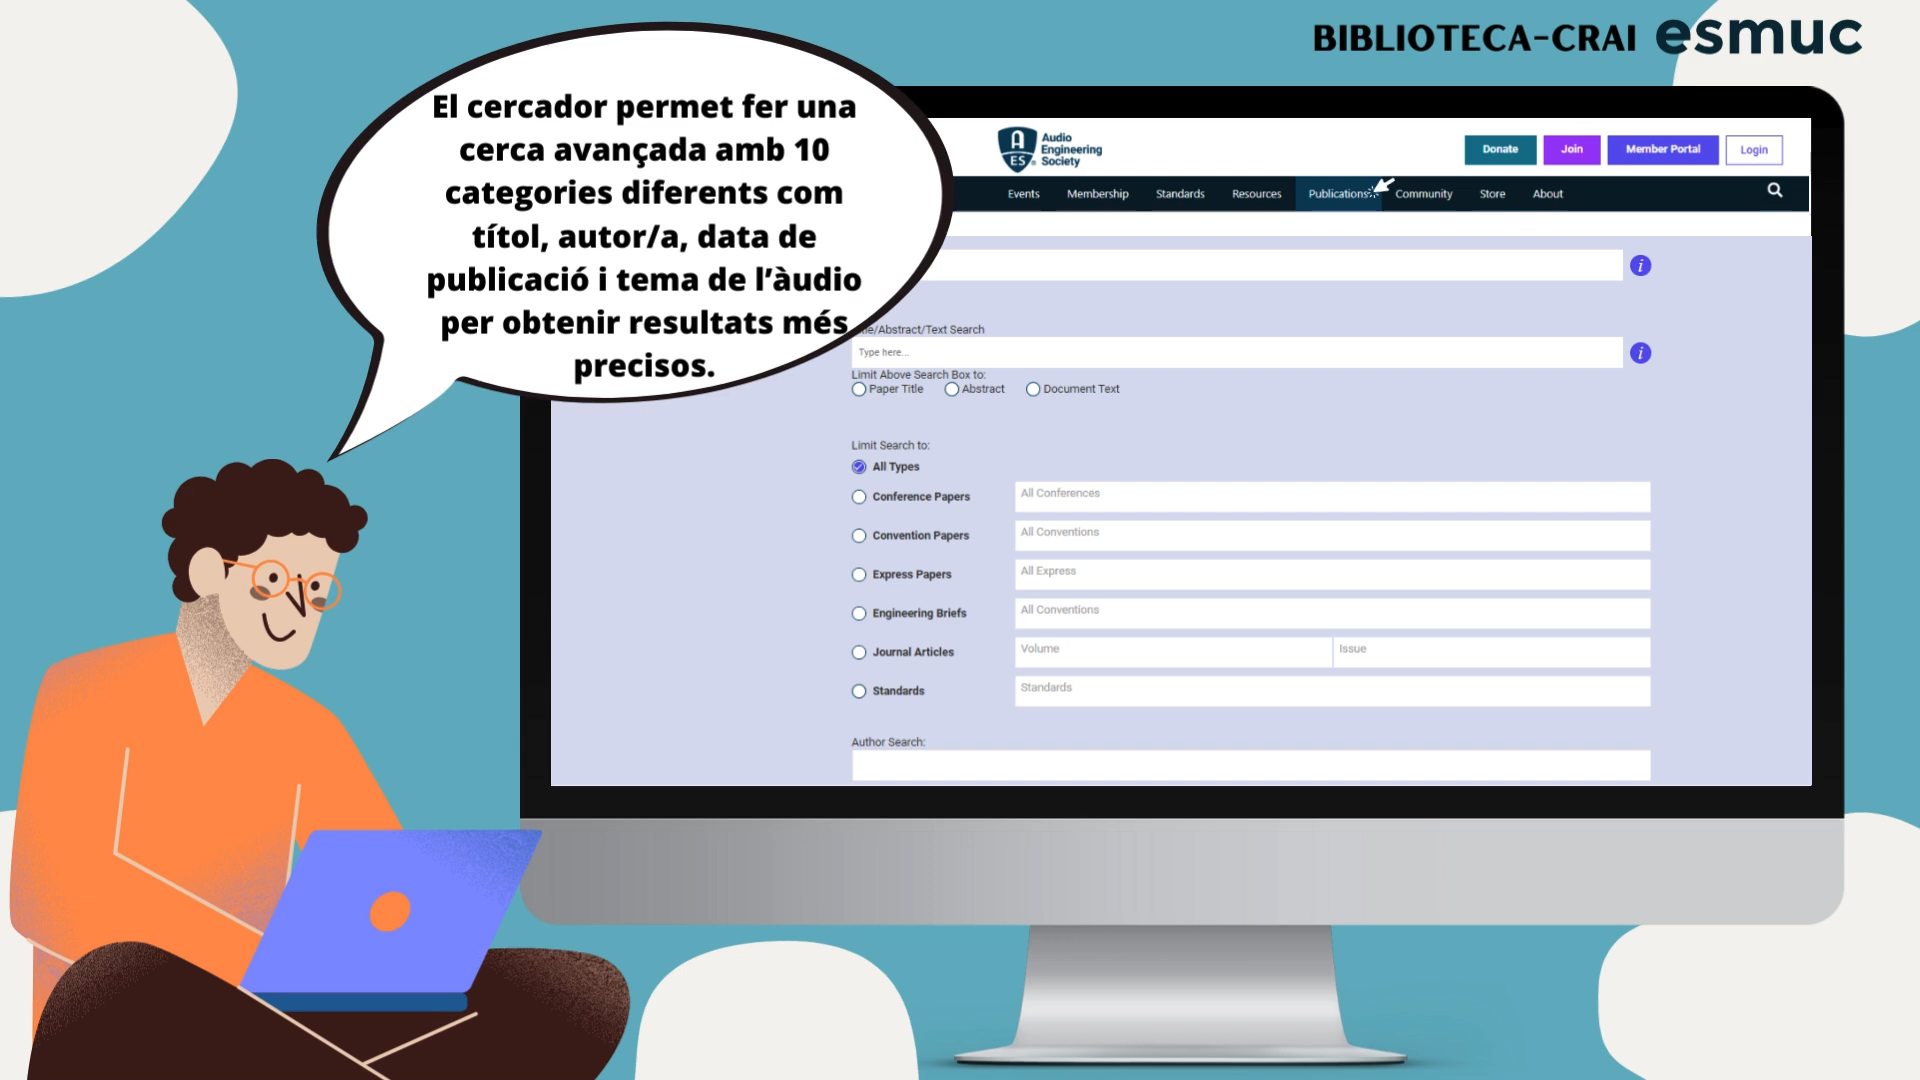 BIBLIOTECA-CRAI esmuc
El cercador permet fer una
cerca avançada amb 10
categories diferents com
títol, autor/a, data de
publicació i tema de l’àudio
per obtenir resultats més
precisos.
AES Audio
Engineering
Society
Donate Join Member Portal Login
Events Membership Standards Resources Publications Community Store About
i
/Abstract/Text Search
Type here...
i
Limit Above Search Box to:
Paper Title Abstract Document Text
Limit Search to:
All Types
Conference Papers All Conferences
Convention Papers All Conventions
Express Papers All Express
Engineering Briefs All Conventions
Journal Articles Volume Issue
Standards Standards
Author Search: